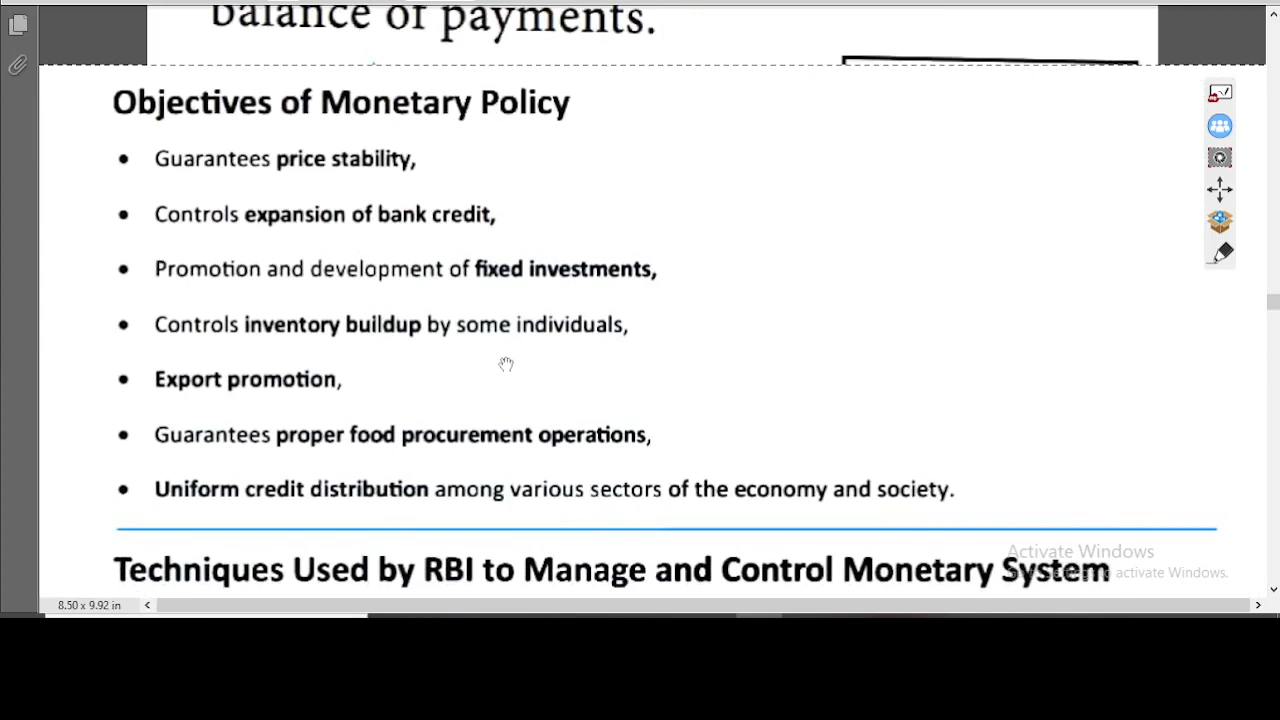 balance of payments.
Objectives of Monetary Policy
• Guarantees price stability,
• Controls expansion of bank credit,
• Promotion and development of fixed investments,
• Controls inventory buildup by some individuals,
• Export promotion,
• Guarantees proper food procurement operations,
• Uniform credit distribution among various sectors of the economy and society.
Activate Windows
Techniques Used by RBI to Manage and Control Monetary System
to activate Windows.
8.50 x 9.92 in